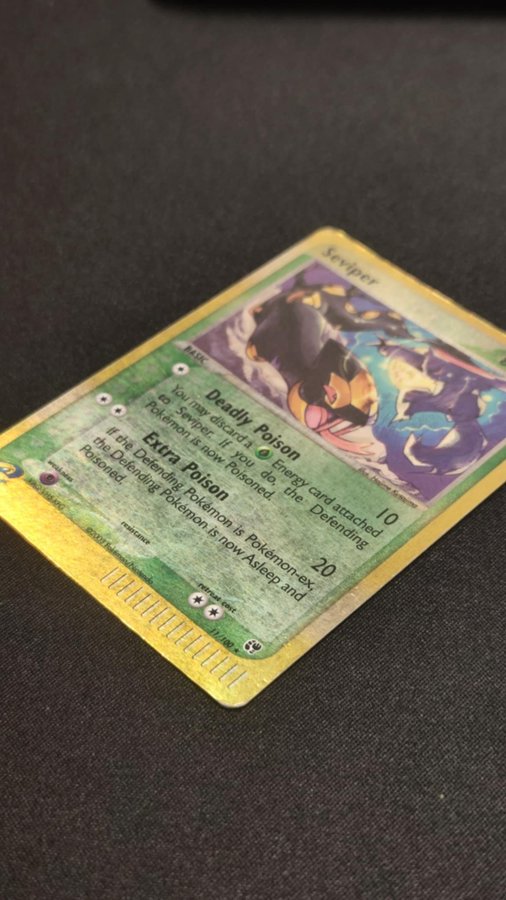 Seviper
BASIC
Deadly Poison 10
You may discard a Energy card attached
to Seviper. If you do, the Defending
Pokémon is now Poisoned.
Extra Poison 20
If the Defending Pokémon is Pokémon-ex,
the Defending Pokémon is now Asleep and
Poisoned.
weakness
resistance
retreat cost
11/100